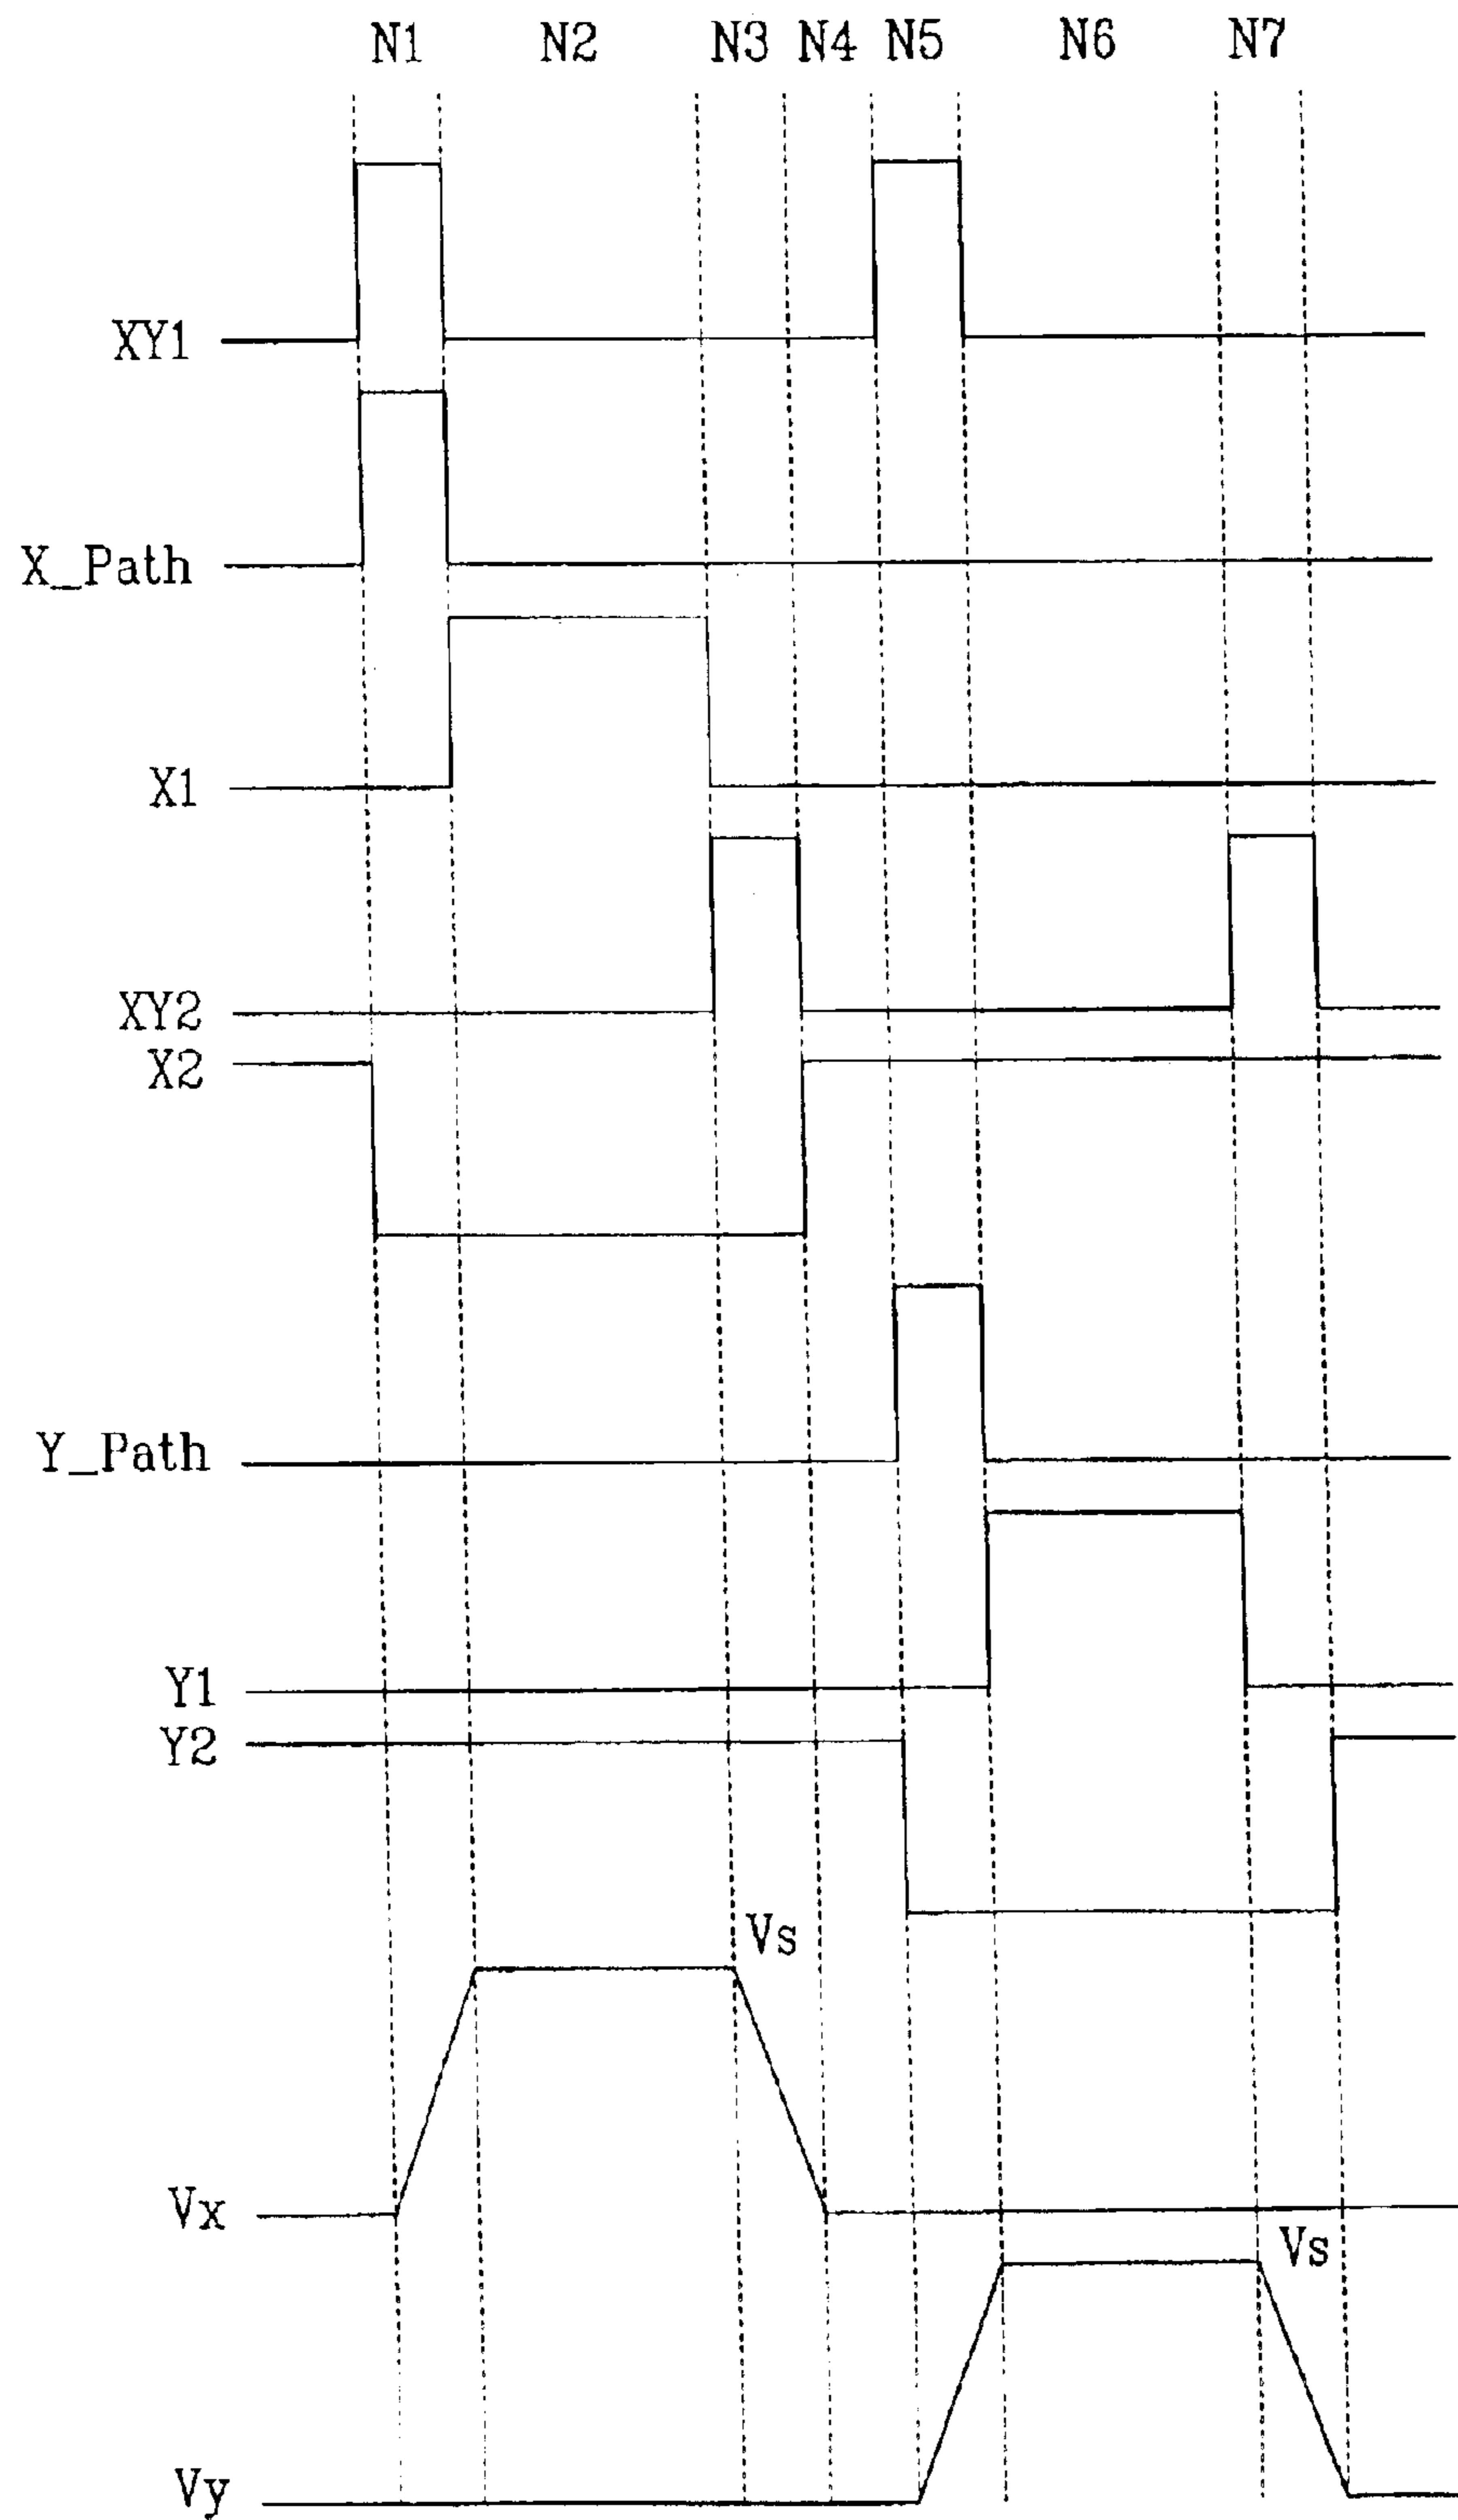 N1 N2 N3 N4 N5 N6 N7
XY1
X_Path
X1
XY2
X2
Y_Path
Y1
Y2
Vs
Vx
Vs
Vy